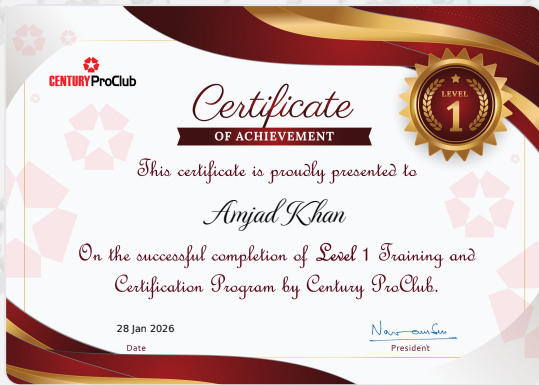 CENTURY ProClub
Certificate
OF ACHIEVEMENT
LEVEL
1
This certificate is proudly presented to
Amjad Khan
On the successful completion of Level 1 Training and
Certification Program by Century ProClub.
28 Jan 2026
Date
President